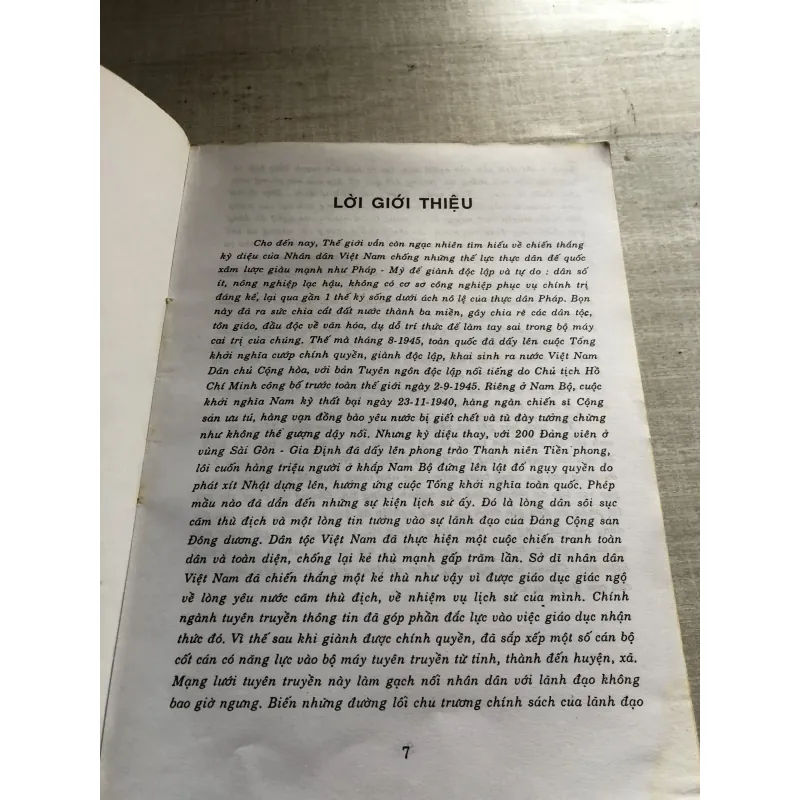 LỜI GIỚI THIỆU
Cho đến nay, Thế giới vẫn còn ngạc nhiên tìm hiểu về chiến thắng
kỳ diệu của Nhân dân Việt Nam chống những thế lực thực dân đế quốc
xâm lược giàu mạnh như Pháp - Mỹ để giành độc lập và tự do : dân số
ít, nông nghiệp lạc hậu, không có cơ sơ công nghiệp phục vụ chính trị
đáng kể, lại qua gần 1 thế kỷ sống dưới ách nô lệ của thực dân Pháp. Bọn
này đã ra sức chia cắt đất nước thành ba miền, gây chia rẽ các dân tộc,
tôn giáo, đầu độc về văn hóa, dụ dỗ trí thức để làm tay sai trong bộ máy
cai trị của chúng. Thế mà tháng 8-1945, toàn quốc đã dấy lên cuộc Tổng
khởi nghĩa cướp chính quyền, giành độc lập, khai sinh ra nước Việt Nam
Dân chủ Cộng hòa, với bản Tuyên ngôn độc lập nổi tiếng do Chủ tịch Hồ
Chí Minh công bố trước toàn thế giới ngày 2-9-1945. Riêng ở Nam Bộ, cuộc
khởi nghĩa Nam kỳ thất bại ngày 23-11-1940, hàng ngàn chiến sĩ Cộng
sản ưu tú, hàng vạn đồng bào yêu nước bị giết chết và tù đày tưởng chừng
như không thể gượng dậy nổi. Nhưng kỳ diệu thay, với 200 Đảng viên ở
vùng Sài Gòn - Gia Định đã dấy lên phong trào Thanh niên Tiền phong,
lôi cuốn hàng triệu người ở khắp Nam Bộ đứng lên lật đổ ngụy quyền do
phát xít Nhật dựng lên, hưởng ứng cuộc Tổng khởi nghĩa toàn quốc. Phép
mầu nào đã dẫn đến những sự kiện lịch sử ấy. Đó là lòng dân sôi sục
căm thù địch và một lòng tin tưởng vào sự lãnh đạo của Đảng Cộng san
Đông dương. Dân tộc Việt Nam đã thực hiện một cuộc chiến tranh toàn
dân và toàn diện, chống lại kẻ thù mạnh gấp trăm lần. Sở dĩ nhân dân
Việt Nam đã chiến thắng một kẻ thù như vậy vì được giáo dục giác ngộ
về lòng yêu nước căm thù địch, về nhiệm vụ lịch sử của mình. Chính
ngành tuyên truyền thông tin đã góp phần đắc lực vào việc giáo dục nhận
thức đó. Vì thế sau khi giành được chính quyền, đã sắp xếp một số cán bộ
cốt cán có năng lực vào bộ máy tuyên truyền từ tỉnh, thành đến huyện, xã.
Mạng lưới tuyên truyền này làm gạch nối nhân dân với lãnh đạo không
bao giờ ngưng. Biến những đường lối chu trương chính sách của lãnh đạo
7